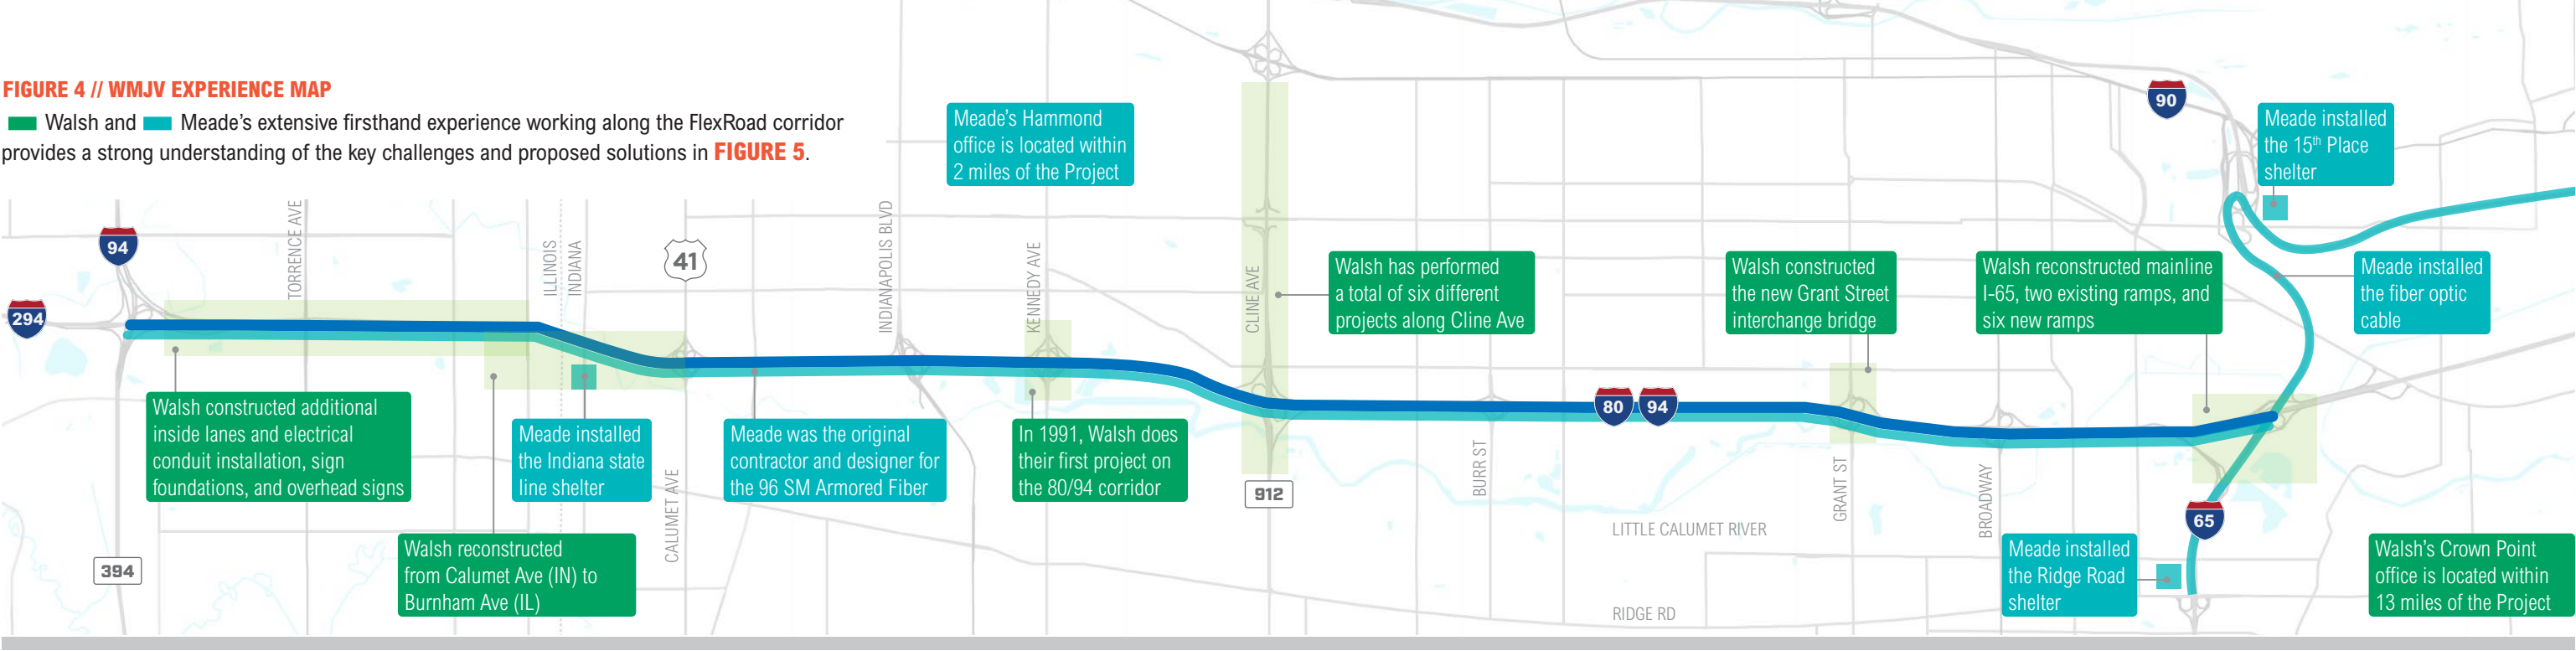 FIGURE 4 // WMJV EXPERIENCE MAP
Walsh and Meade's extensive firsthand experience working along the FlexRoad corridor
provides a strong understanding of the key challenges and proposed solutions in FIGURE 5.
Meade's Hammond
office is located within
2 miles of the Project
90
Meade installed
the 15th Place
shelter
94
294
TORRENCE AVE
ILLINOIS
INDIANA
41
INDIANAPOLIS BLVD
KENNEDY AVE
CLINE AVE
Walsh has performed
a total of six different
projects along Cline Ave
Walsh constructed
the new Grant Street
interchange bridge
Walsh reconstructed mainline
I-65, two existing ramps, and
six new ramps
Meade installed
the fiber optic
cable
Walsh constructed additional
inside lanes and electrical
conduit installation, sign
foundations, and overhead signs
Meade installed
the Indiana state
line shelter
Meade was the original
contractor and designer for
the 96 SM Armored Fiber
In 1991, Walsh does
their first project on
the 80/94 corridor
80
94
CALUMET AVE
912
BURR ST
GRANT ST
BROADWAY
65
LITTLE CALUMET RIVER
394
Walsh reconstructed
from Calumet Ave (IN) to
Burnham Ave (IL)
Meade installed
the Ridge Road
shelter
Walsh's Crown Point
office is located within
13 miles of the Project
RIDGE RD